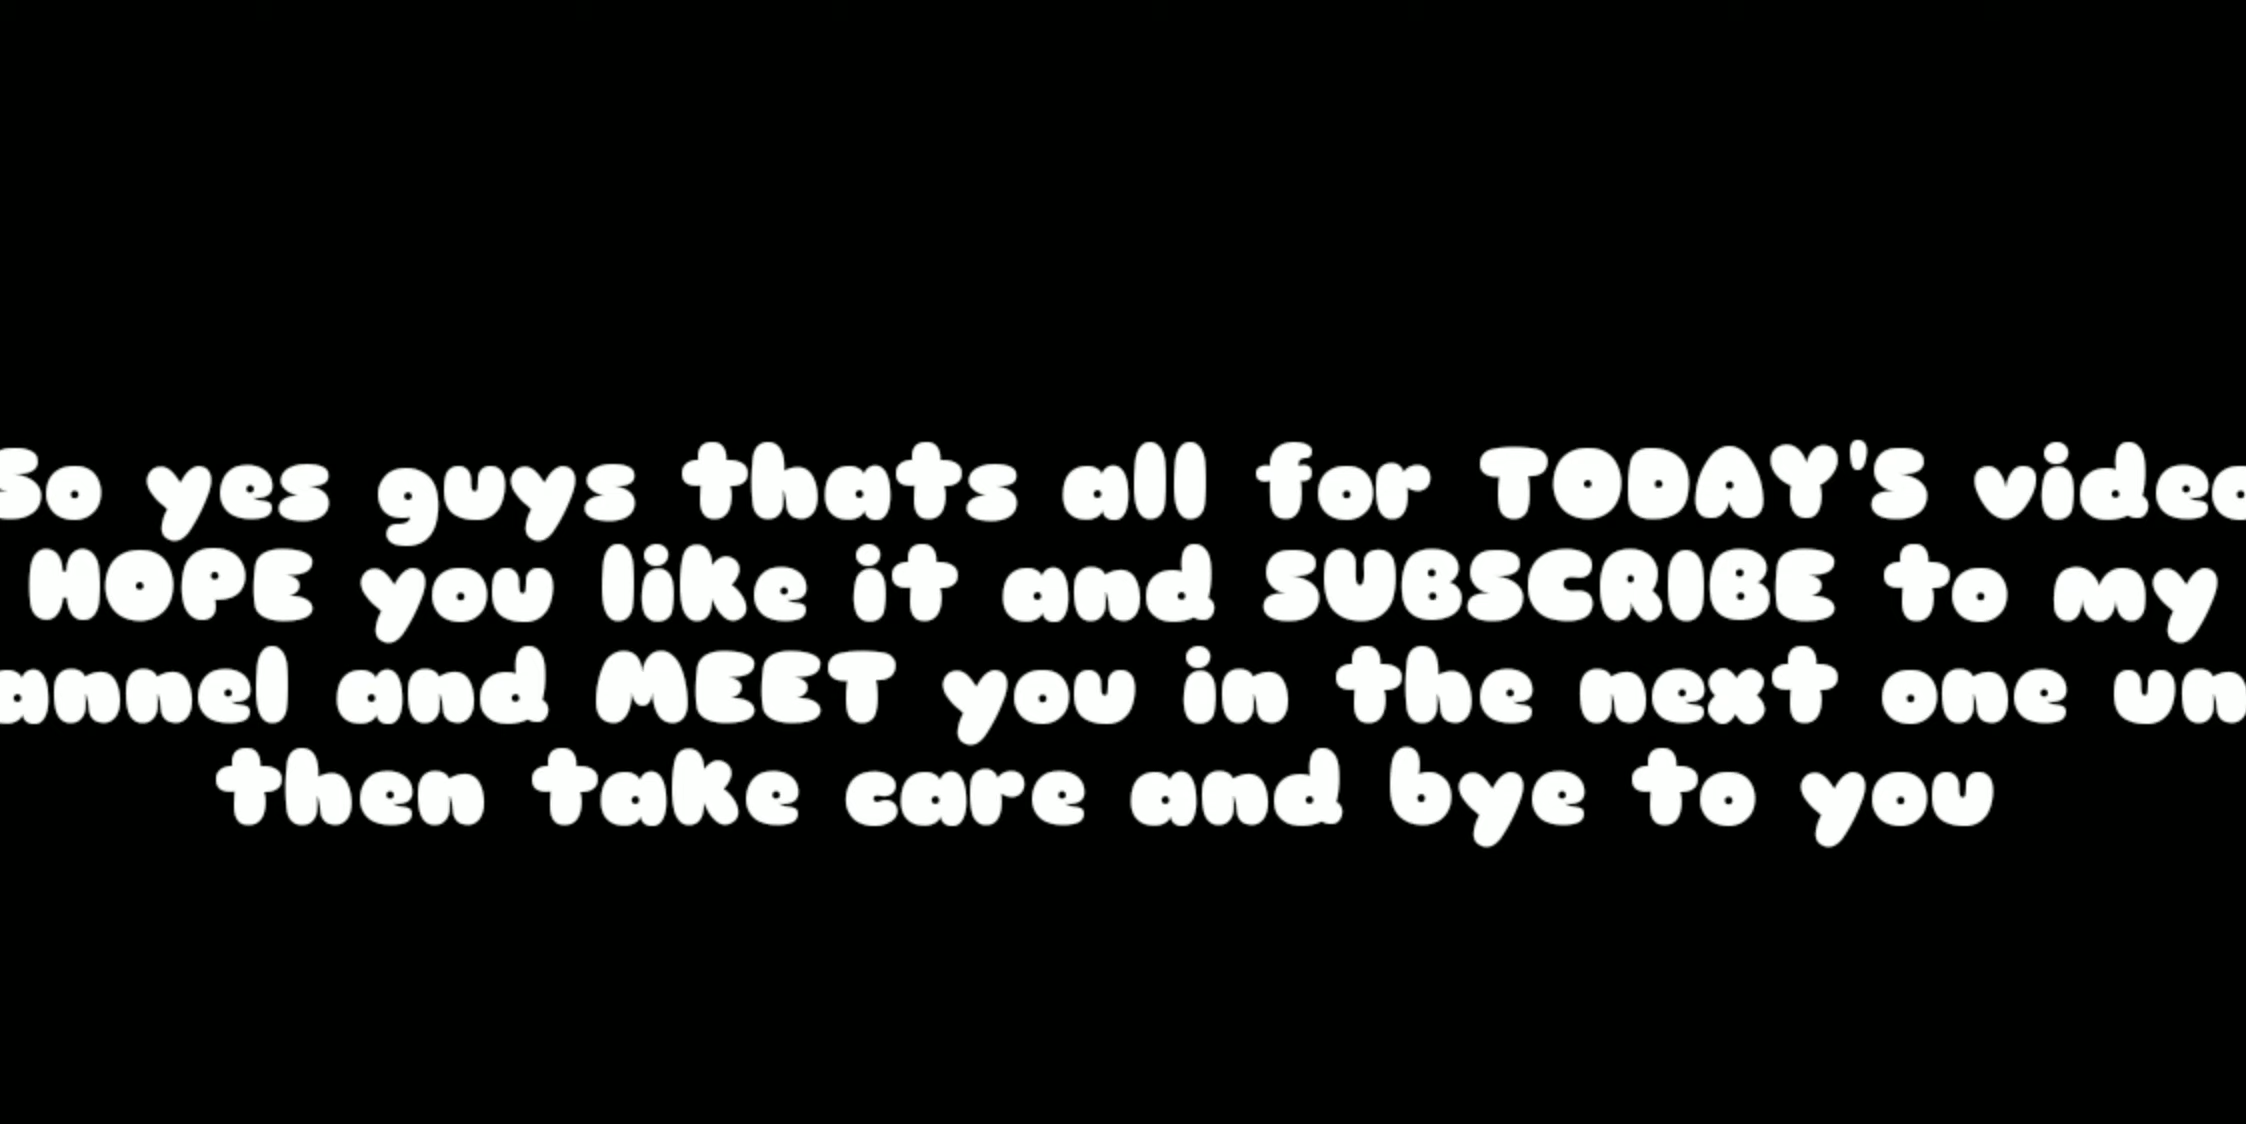 So yes guys thats all for TODAY'S video
HOPE you like it and SUBSCRIBE to my
annel and MEET you in the next one un
then take care and bye to you